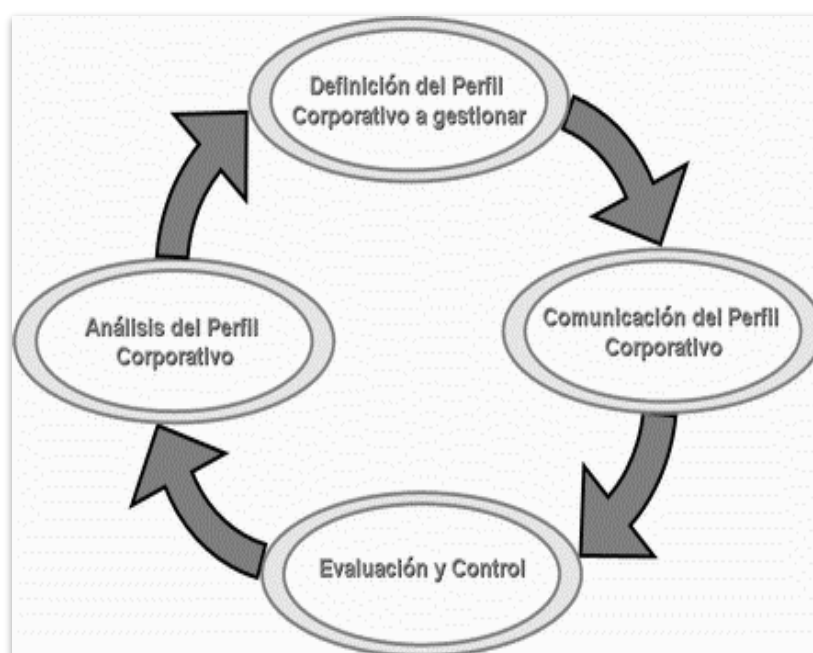 Definición del Perfil
Corporativo a gestionar
Análisis del Perfil
Corporativo
Comunicación del Perfil
Corporativo
Evaluación y Control